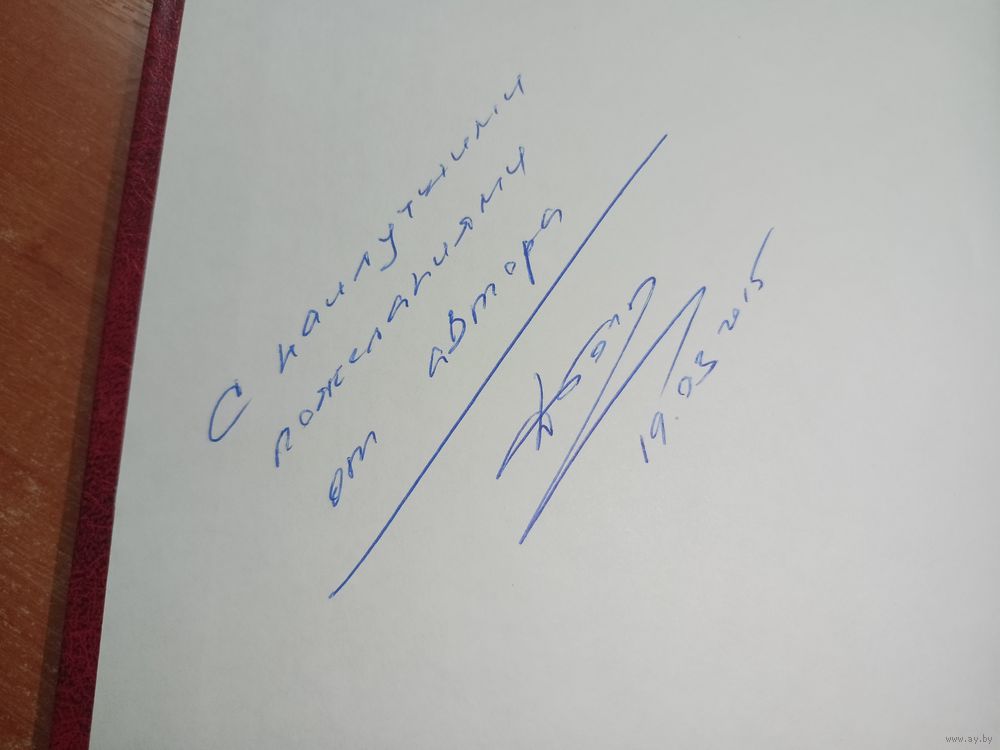 С наилучшими
пожеланиями
от автора
19.03 2015
www.ay.by